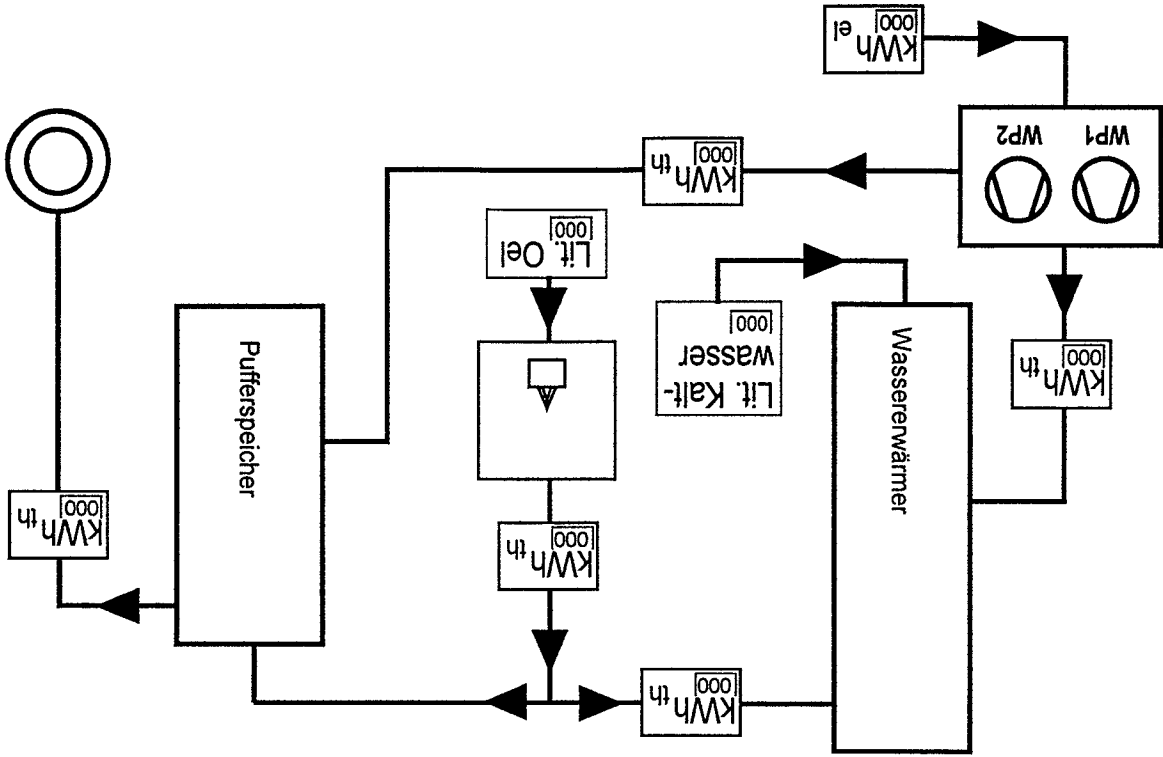 kWh th
000
kWh th
000
kWh th
000
Wassererwärmer
Pufferspeicher
kWh th
000
Lit. Kalt-
wasser
000
Lit. Oel
000
kWh th
000
WP1 WP2
kWh el
000